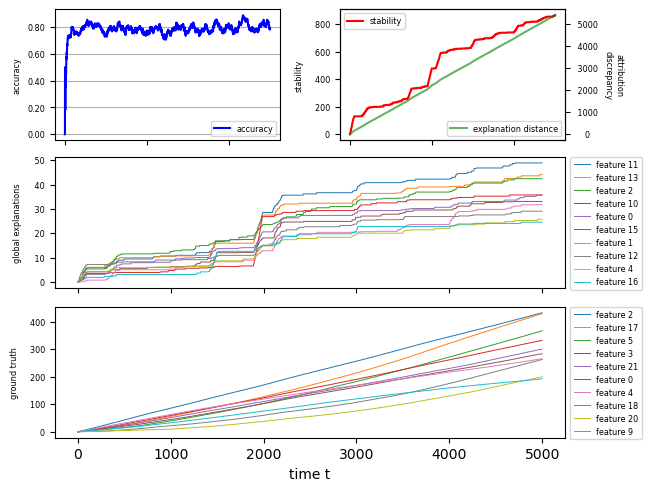 0.80
0.60
0.40
0.20
0.00
accuracy
accuracy
800
600
400
200
0
stability
stability
explanation distance
5000
4000
3000
2000
1000
0
attribution
discrepancy
50
40
30
20
10
0
global explanations
feature 11
feature 13
feature 2
feature 10
feature 0
feature 15
feature 1
feature 12
feature 4
feature 16
400
300
200
100
0
ground truth
feature 2
feature 17
feature 5
feature 3
feature 21
feature 0
feature 4
feature 18
feature 20
feature 9
0 1000 2000 3000 4000 5000
time t